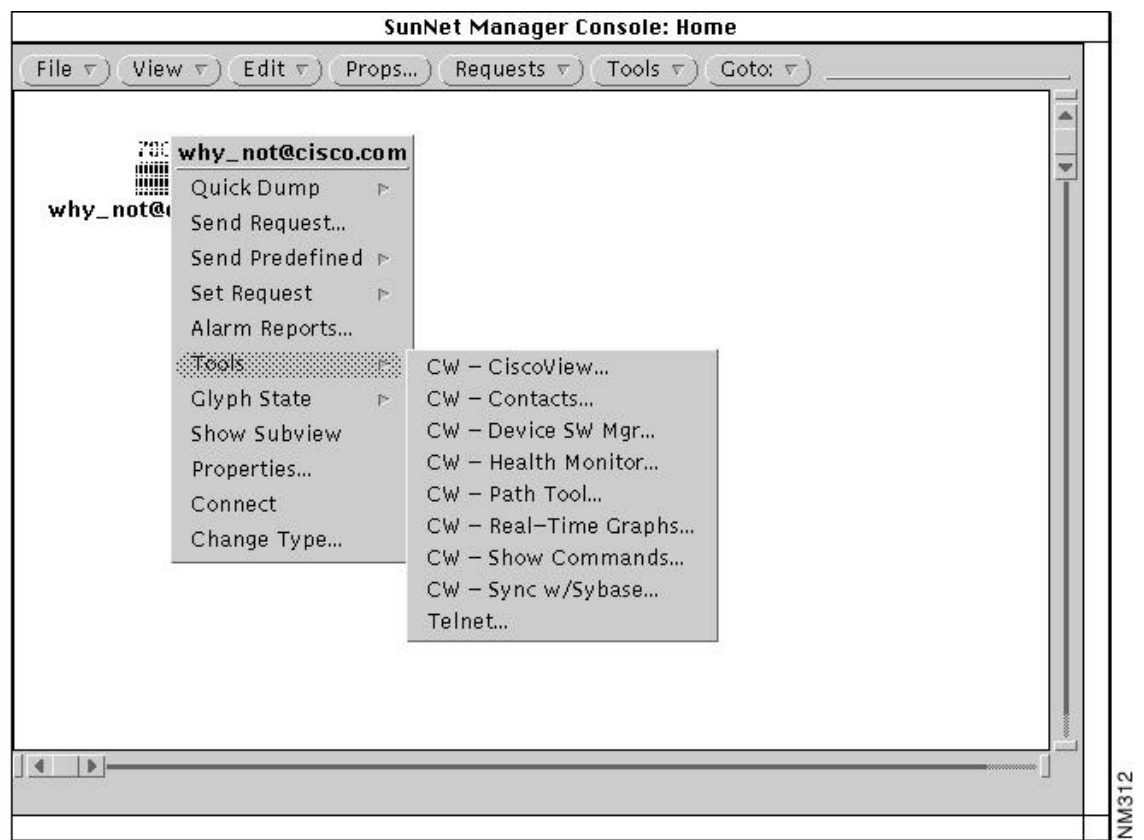 SunNet Manager Console: Home
File View Edit Props... Requests Tools Goto:
why_not@cisco.com
why_not@
Quick Dump
Send Request...
Send Predefined
Set Request
Alarm Reports...
Tools
Glyph State
Show Subview
Properties...
Connect
Change Type...
CW – CiscoView...
CW – Contacts...
CW – Device SW Mgr...
CW – Health Monitor...
CW – Path Tool...
CW – Real–Time Graphs...
CW – Show Commands...
CW – Sync w/Sybase...
Telnet...
NM312